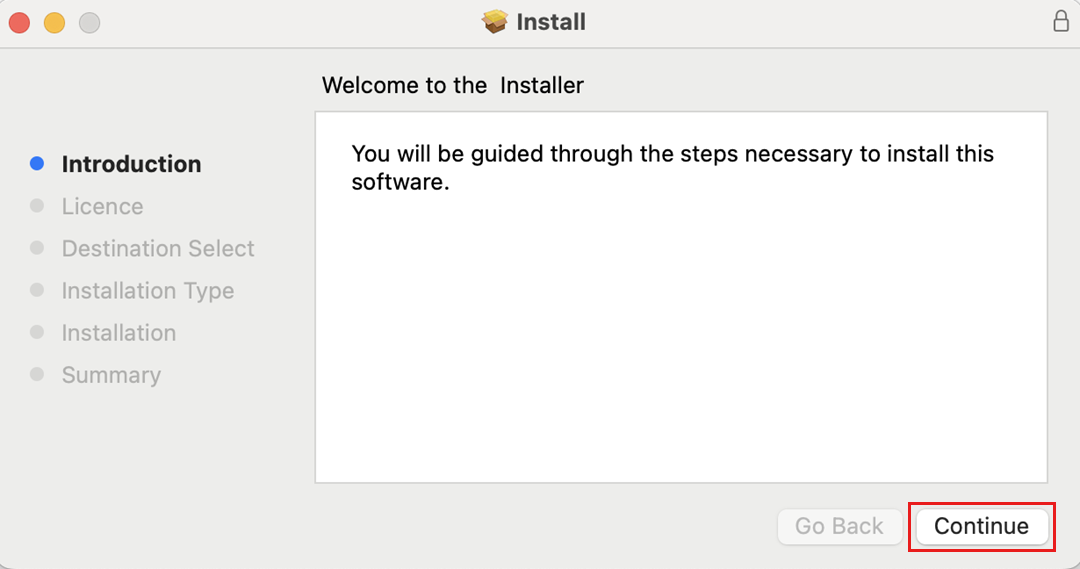 Install
Welcome to the  Installer
Introduction
Licence
Destination Select
Installation Type
Installation
Summary
You will be guided through the steps necessary to install this
software.
Go Back
Continue